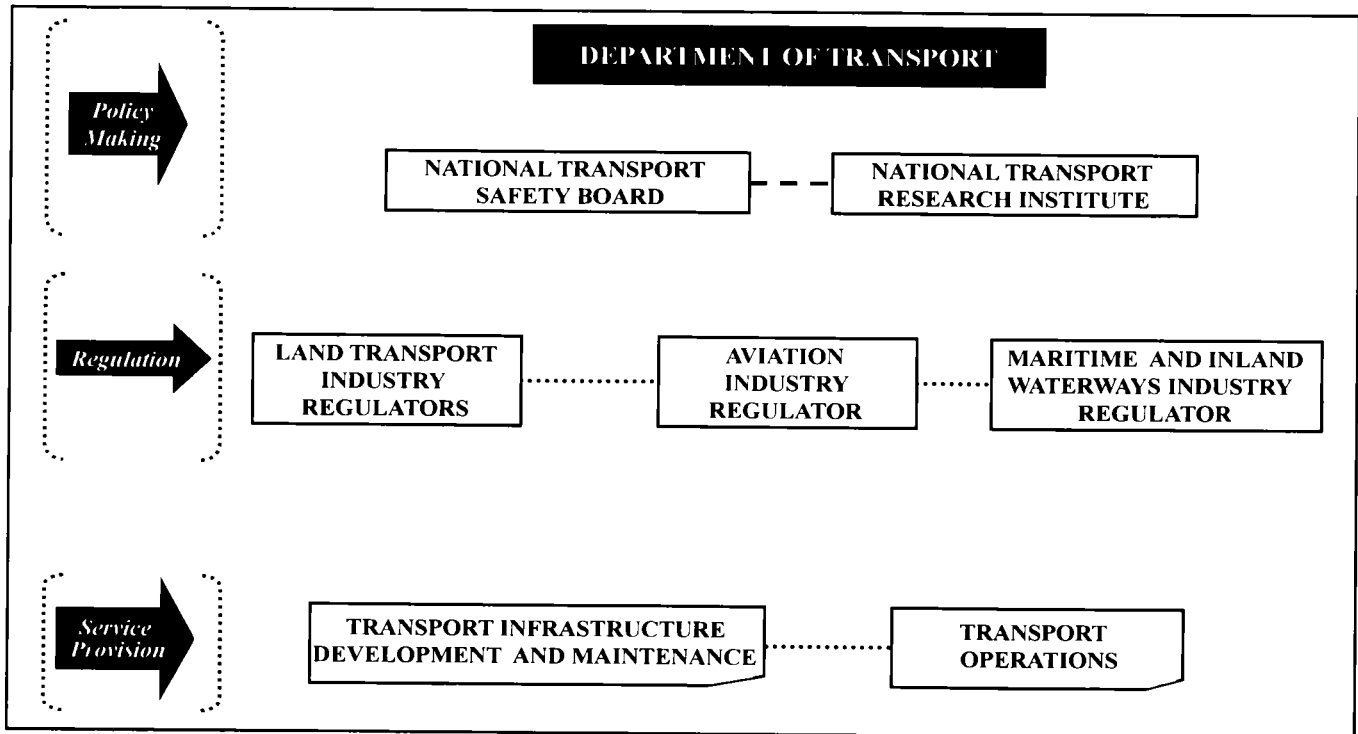 DEPARTMENT OF TRANSPORT
Policy
Making
NATIONAL TRANSPORT
SAFETY BOARD
NATIONAL TRANSPORT
RESEARCH INSTITUTE
Regulation
LAND TRANSPORT
INDUSTRY
REGULATORS
AVIATION
INDUSTRY
REGULATOR
MARITIME AND INLAND
WATERWAYS INDUSTRY
REGULATOR
Service
Provision
TRANSPORT INFRASTRUCTURE
DEVELOPMENT AND MAINTENANCE
TRANSPORT
OPERATIONS